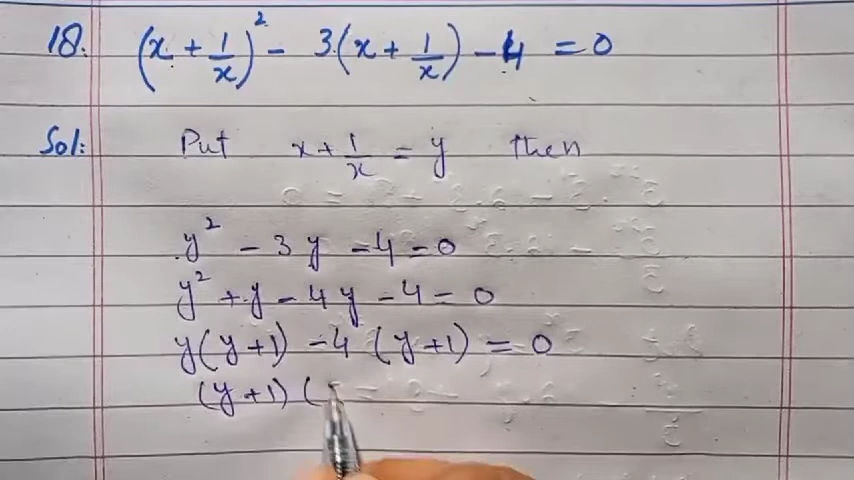 18. (x + 1/x)² - 3(x + 1/x) - 4 = 0
Sol: Put x + 1/x = y then
y² - 3y - 4 = 0
y² + y - 4y - 4 = 0
y(y+1) - 4(y+1) = 0
(y+1)(